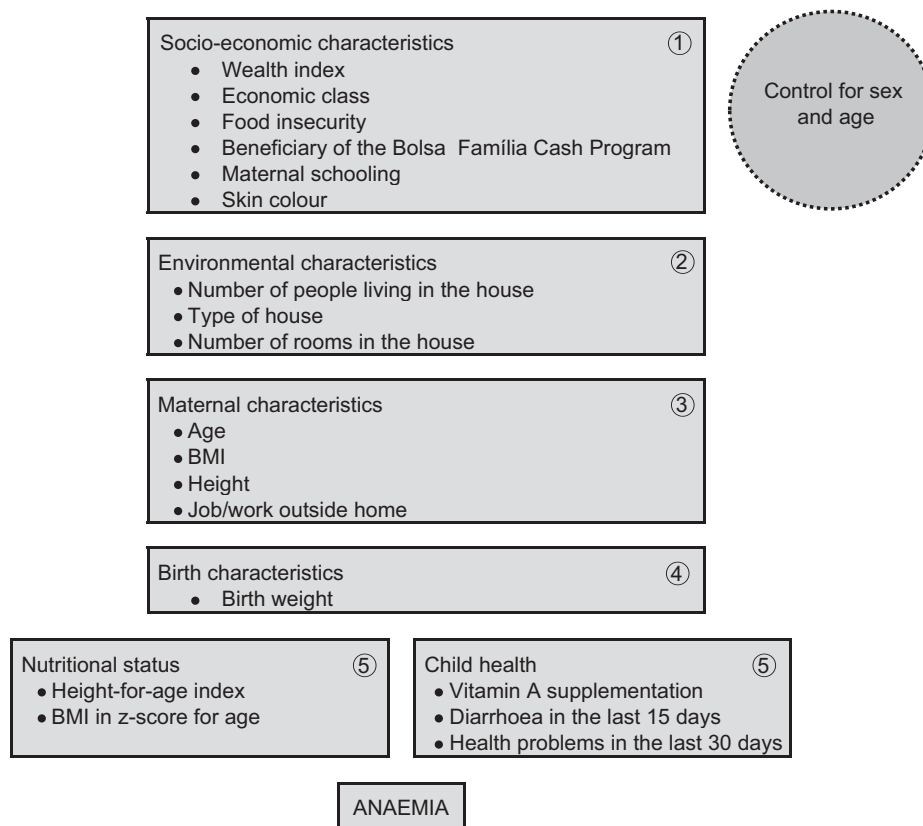 Socio-economic characteristics ①
• Wealth index
• Economic class
• Food insecurity
• Beneficiary of the Bolsa Família Cash Program
• Maternal schooling
• Skin colour
Control for sex
and age
Environmental characteristics ②
• Number of people living in the house
• Type of house
• Number of rooms in the house
Maternal characteristics ③
• Age
• BMI
• Height
• Job/work outside home
Birth characteristics ④
• Birth weight
Nutritional status ⑤
• Height-for-age index
• BMI in z-score for age
Child health ⑤
• Vitamin A supplementation
• Diarrhoea in the last 15 days
• Health problems in the last 30 days
ANAEMIA